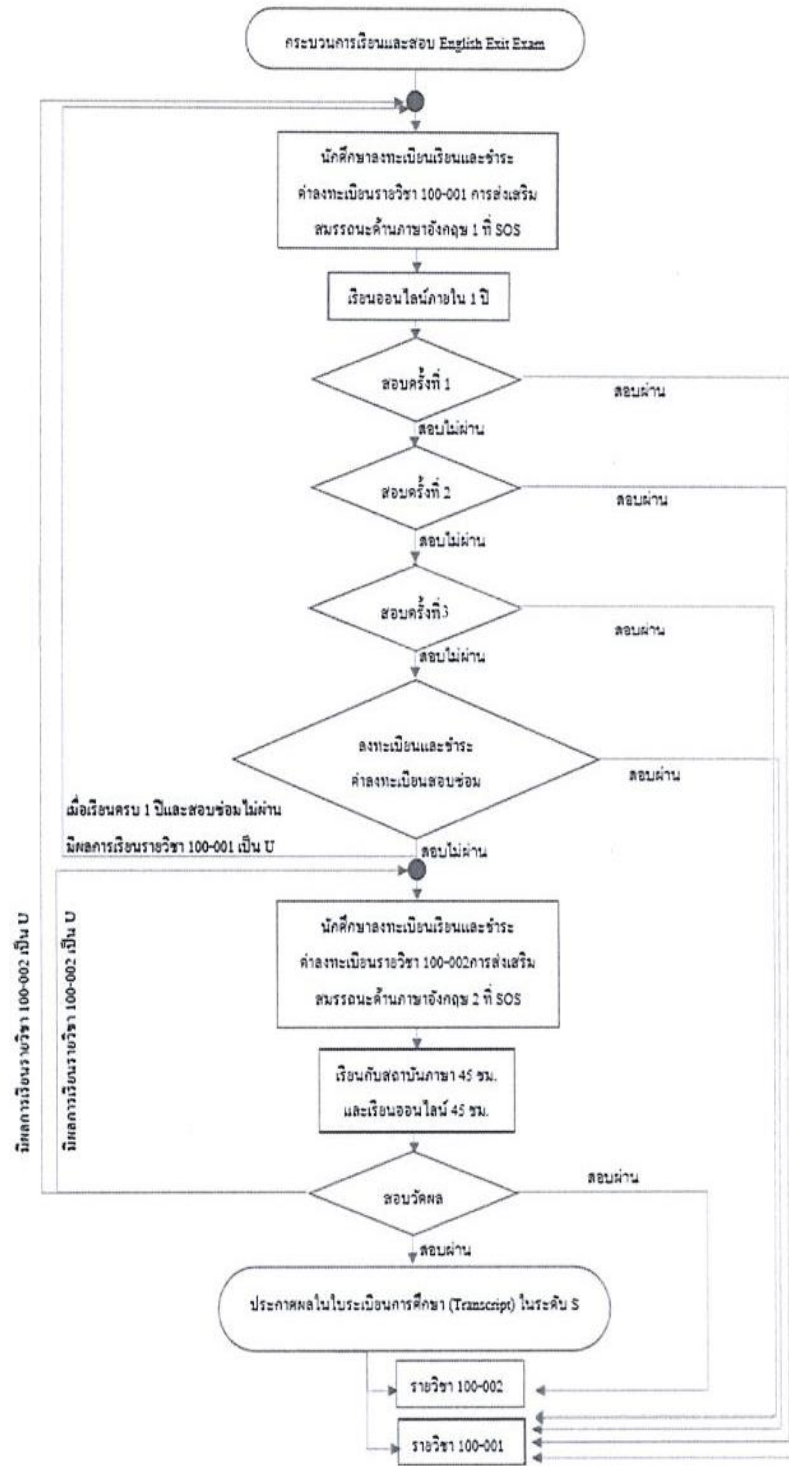 กระบวนการเรียนและสอบ English Exit Exam
นักศึกษาลงทะเบียนเรียนและชำระ
ค่าลงทะเบียนรายวิชา 100-001 การส่งเสริม
สมรรถนะด้านภาษาอังกฤษ 1 ที่ SOS
เรียนออนไลน์ภายใน 1 ปี
สอบครั้งที่ 1
สอบผ่าน
สอบไม่ผ่าน
สอบครั้งที่ 2
สอบผ่าน
สอบไม่ผ่าน
สอบครั้งที่3
สอบผ่าน
สอบไม่ผ่าน
ลงทะเบียนและชำระ
ค่าลงทะเบียนสอบซ่อม
สอบผ่าน
เมื่อเรียนครบ 1 ปีและสอบซ่อมไม่ผ่าน
มีผลการเรียนรายวิชา 100-001 เป็น U
สอบไม่ผ่าน
นักศึกษาลงทะเบียนเรียนและชำระ
ค่าลงทะเบียนรายวิชา 100-002การส่งเสริม
สมรรถนะด้านภาษาอังกฤษ 2 ที่ SOS
มีผลการเรียนรายวิชา 100-002 เป็น U
มีผลการเรียนรายวิชา 100-002 เป็น U
เรียนกับสถาบันภาษา 45 ชม.
และเรียนออนไลน์ 45 ชม.
สอบวัดผล
สอบผ่าน
สอบผ่าน
ประกาศผลในใบระเบียนการศึกษา (Transcript) ในระดับ S
รายวิชา 100-002
รายวิชา 100-001